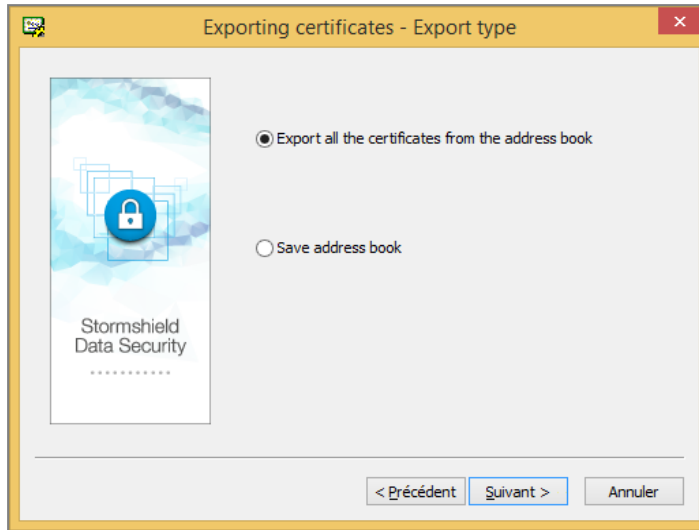 Exporting certificates - Export type
Export all the certificates from the address book
Save address book
Stormshield
Data Security
< Précédent
Suivant >
Annuler